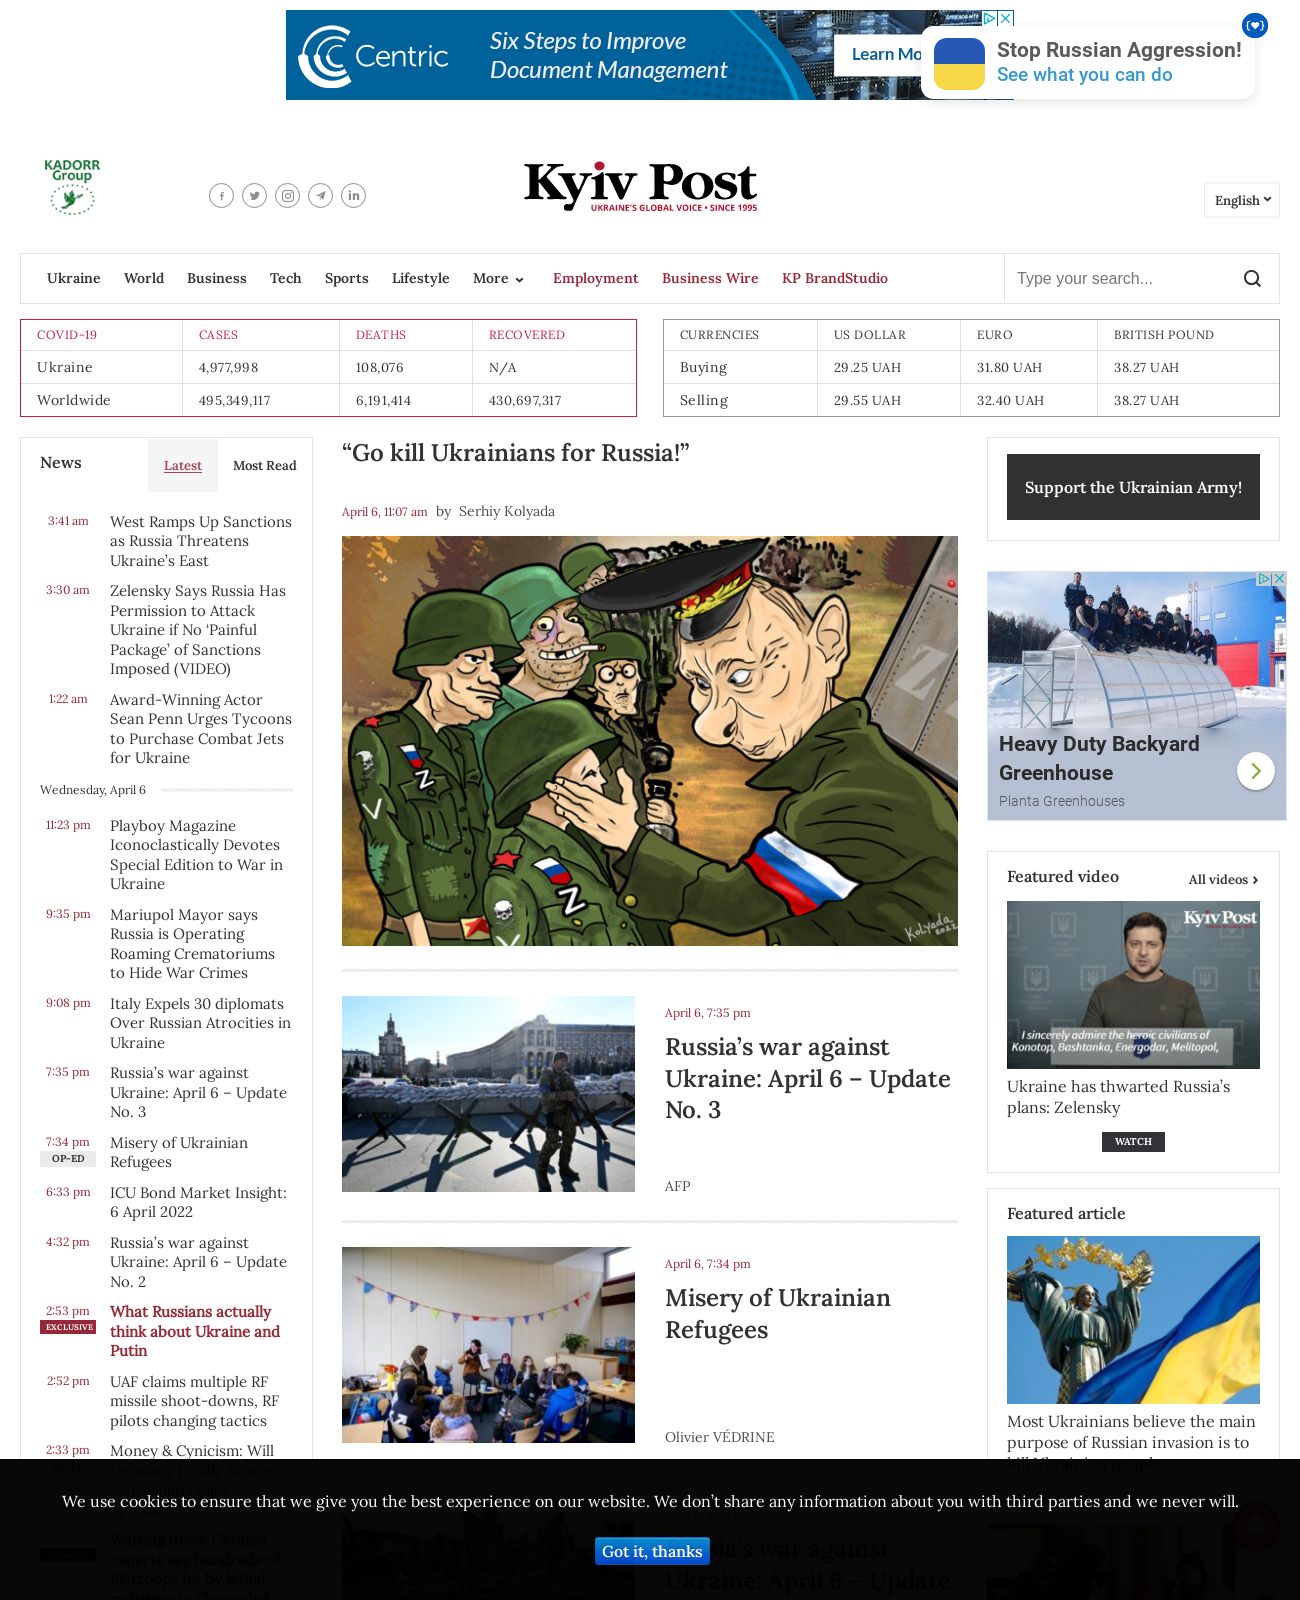 Centric
Six Steps to Improve
Document Management
Learn Mo
Stop Russian Aggression!
See what you can do
KADORR
Group
Kyiv Post
UKRAINE'S GLOBAL VOICE • SINCE 1995
English
Ukraine World Business Tech Sports Lifestyle More Employment Business Wire KP BrandStudio
Type your search...
COVID-19 CASES DEATHS RECOVERED
Ukraine 4,977,998 108,076 N/A
Worldwide 495,349,117 6,191,414 430,697,317
CURRENCIES US DOLLAR EURO BRITISH POUND
Buying 29.25 UAH 31.80 UAH 38.27 UAH
Selling 29.55 UAH 32.40 UAH 38.27 UAH
News Latest Most Read
3:41 am West Ramps Up Sanctions
as Russia Threatens
Ukraine’s East
3:30 am Zelensky Says Russia Has
Permission to Attack
Ukraine if No ‘Painful
Package’ of Sanctions
Imposed (VIDEO)
1:22 am Award-Winning Actor
Sean Penn Urges Tycoons
to Purchase Combat Jets
for Ukraine
Wednesday, April 6
11:23 pm Playboy Magazine
Iconoclastically Devotes
Special Edition to War in
Ukraine
9:35 pm Mariupol Mayor says
Russia is Operating
Roaming Crematoriums
to Hide War Crimes
9:08 pm Italy Expels 30 diplomats
Over Russian Atrocities in
Ukraine
7:35 pm Russia’s war against
Ukraine: April 6 – Update
No. 3
7:34 pm Misery of Ukrainian
OP-ED Refugees
6:33 pm ICU Bond Market Insight:
6 April 2022
4:32 pm Russia’s war against
Ukraine: April 6 – Update
No. 2
2:53 pm What Russians actually
EXCLUSIVE think about Ukraine and
Putin
2:52 pm UAF claims multiple RF
missile shoot-downs, RF
pilots changing tactics
2:33 pm Money & Cynicism: Will
Germany Finally Reinvent
Walking dead: Ukraine
experts say hundreds of
RF troops hit by lethal
“Go kill Ukrainians for Russia!”
April 6, 11:07 am by Serhiy Kolyada
Z
Z
Z
V
V
Kolyada
2022
April 6, 7:35 pm
Russia’s war against
Ukraine: April 6 – Update
No. 3
AFP
April 6, 7:34 pm
Misery of Ukrainian
Refugees
Olivier VÉDRINE
Russia’s war against
Ukraine: April 6 – Update
Support the Ukrainian Army!
Heavy Duty Backyard
Greenhouse
Planta Greenhouses
Featured video All videos
Kyiv Post
I sincerely admire the heroic civilians of
Konotop, Bashtanka, Energodar, Melitopol,
Ukraine has thwarted Russia’s
plans: Zelensky
WATCH
Featured article
Most Ukrainians believe the main
purpose of Russian invasion is to
kill Ukrainian people
We use cookies to ensure that we give you the best experience on our website. We don’t share any information about you with third parties and we never will.
Got it, thanks